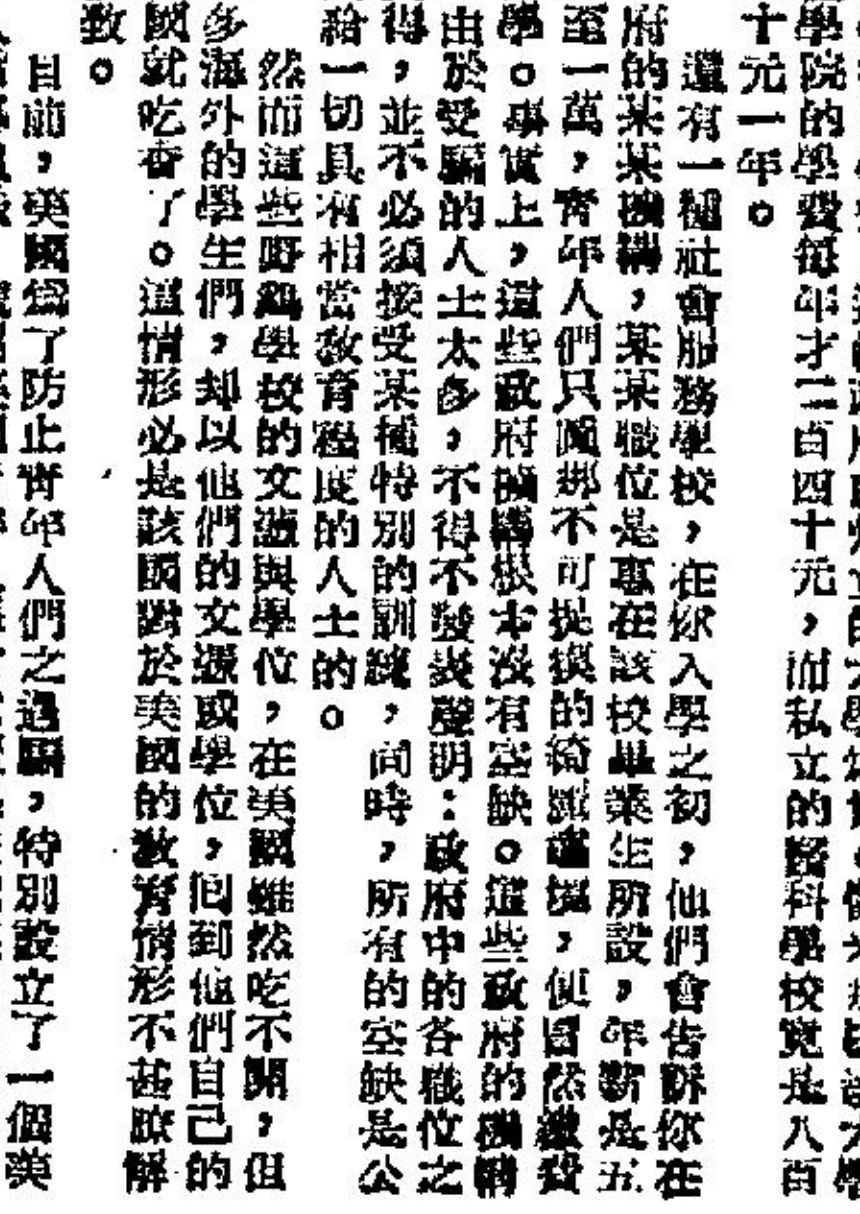 學院的學費每年才二百四十元，而私立的醫科學校竟是八百
十元一年。
還有一種社會服務學校，在你入學之初，他們會告訴你在
府的某某機構，某某職位是專在該校畢業生所設，年薪是五
至一萬，靑年人們只顧那不可捉摸的綺麗遠境，便冒然繳費
學。事實上，這些政府機構根本沒有空缺。這些政府的機構
由於受騙的人士太多，不得不發表聲明：政府中的各職位之
得，並不必須接受某種特別的訓練，同時，所有的空缺是公
給一切具有相當敎育程度的人士的。
然而這些野鷄學校的文憑與學位，在美國雖然吃不開，但
多海外的學生們，却以他們的文憑或學位，回到他們自己的
國就吃香了。這情形必是該國對於美國的敎育情形不甚瞭解
致。
目前，美國爲了防止靑年人們之過騙，特別設立了一個美